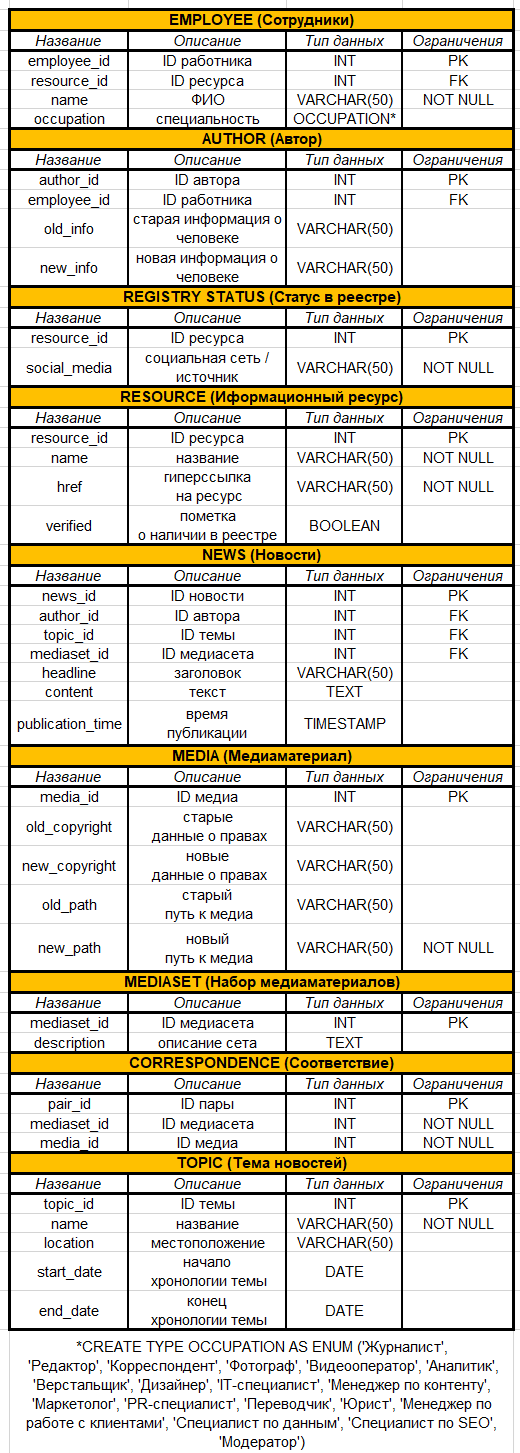 EMPLOYEE (Сотрудники)
Название Описание Тип данных Ограничения
employee_id ID работника INT PK
resource_id ID ресурса INT FK
name ФИО VARCHAR(50) NOT NULL
occupation специальность OCCUPATION*
AUTHOR (Автор)
Название Описание Тип данных Ограничения
author_id ID автора INT PK
employee_id ID работника INT FK
old_info старая информация о
человеке VARCHAR(50)
new_info новая информация о
человеке VARCHAR(50)
REGISTRY STATUS (Статус в реестре)
Название Описание Тип данных Ограничения
resource_id ID ресурса INT PK
social_media социальная сеть /
источник VARCHAR(50) NOT NULL
RESOURCE (Иформационный ресурс)
Название Описание Тип данных Ограничения
resource_id ID ресурса INT PK
name название VARCHAR(50) NOT NULL
href гиперссылка
на ресурс VARCHAR(50) NOT NULL
verified пометка
о наличии в реестре BOOLEAN
NEWS (Новости)
Название Описание Тип данных Ограничения
news_id ID новости INT PK
author_id ID автора INT FK
topic_id ID темы INT FK
mediaset_id ID медиасета INT FK
headline заголовок VARCHAR(50)
content текст TEXT
publication_time время
публикации TIMESTAMP
MEDIA (Медиаматериал)
Название Описание Тип данных Ограничения
media_id ID медиа INT PK
old_copyright старые
данные о правах VARCHAR(50)
new_copyright новые
данные о правах VARCHAR(50)
old_path старый
путь к медиа VARCHAR(50)
new_path новый
путь к медиа VARCHAR(50) NOT NULL
MEDIASET (Набор медиаматериалов)
Название Описание Тип данных Ограничения
mediaset_id ID медиасета INT PK
description описание сета TEXT
CORRESPONDENCE (Соответствие)
Название Описание Тип данных Ограничения
pair_id ID пары INT PK
mediaset_id ID медиасета INT NOT NULL
media_id ID медиа INT NOT NULL
TOPIC (Тема новостей)
Название Описание Тип данных Ограничения
topic_id ID темы INT PK
name название VARCHAR(50) NOT NULL
location местоположение VARCHAR(50)
start_date начало
хронологии темы DATE
end_date конец
хронологии темы DATE
*CREATE TYPE OCCUPATION AS ENUM ('Журналист',
'Редактор', 'Корреспондент', 'Фотограф', 'Видеооператор', 'Аналитик',
'Верстальщик', 'Дизайнер', 'IT-специалист', 'Менеджер по контенту',
'Маркетолог', 'PR-специалист', 'Переводчик', 'Юрист', 'Менеджер по
работе с клиентами', 'Специалист по данным', 'Специалист по SEO',
'Модератор')